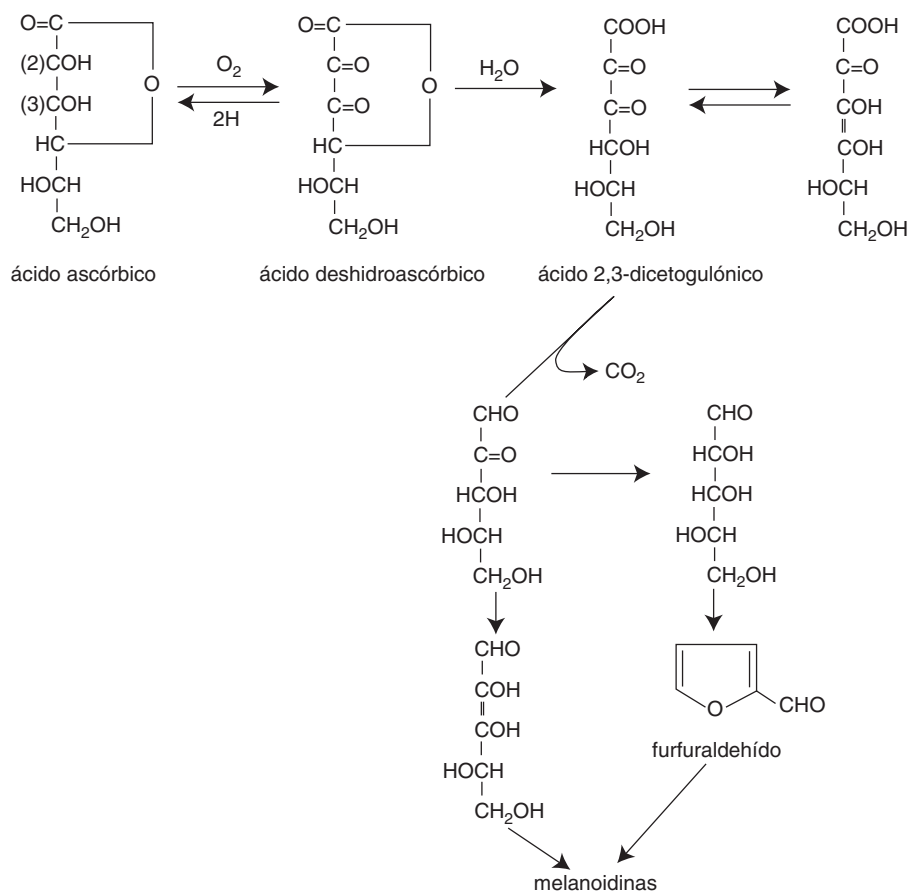 O=C
(2)COH
(3)COH
HC
HOCH
CH2OH
O
ácido ascórbico
O2
2H
O=C
C=O
C=O
HC
HOCH
CH2OH
O
ácido deshidroascórbico
H2O
COOH
C=O
C=O
HCOH
HOCH
CH2OH
ácido 2,3-dicetogulónico
COOH
C=O
COH
COH
HOCH
CH2OH
CO2
CHO
C=O
HCOH
HOCH
CH2OH
CHO
HCOH
HCOH
HOCH
CH2OH
CHO
COH
COH
HOCH
CH2OH
O
CHO
furfuraldehído
melanoidinas